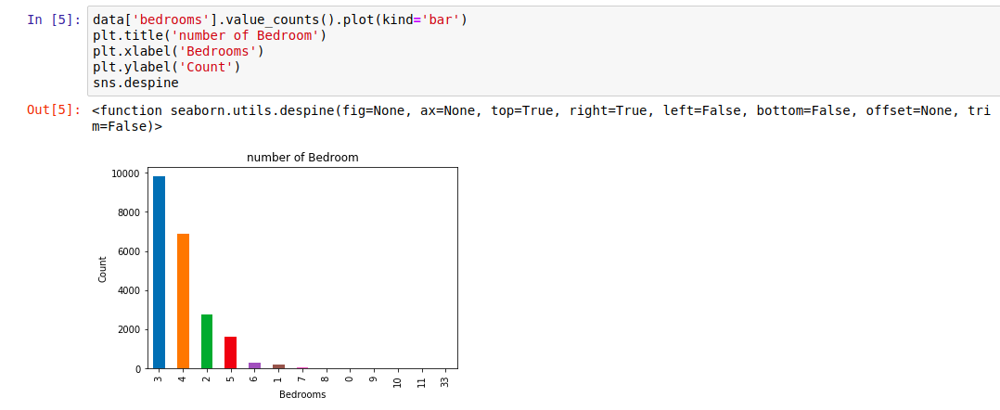 In [5]: data['bedrooms'].value_counts().plot(kind='bar')
plt.title('number of Bedroom')
plt.xlabel('Bedrooms')
plt.ylabel('Count')
sns.despine
Out[5]: <function seaborn.utils.despine(fig=None, ax=None, top=True, right=True, left=False, bottom=False, offset=None, tri
m=False)>
number of Bedroom
10000
8000
6000
4000
2000
0
Count
3 4 2 5 6 1 7 8 0 9 10 11 33
Bedrooms